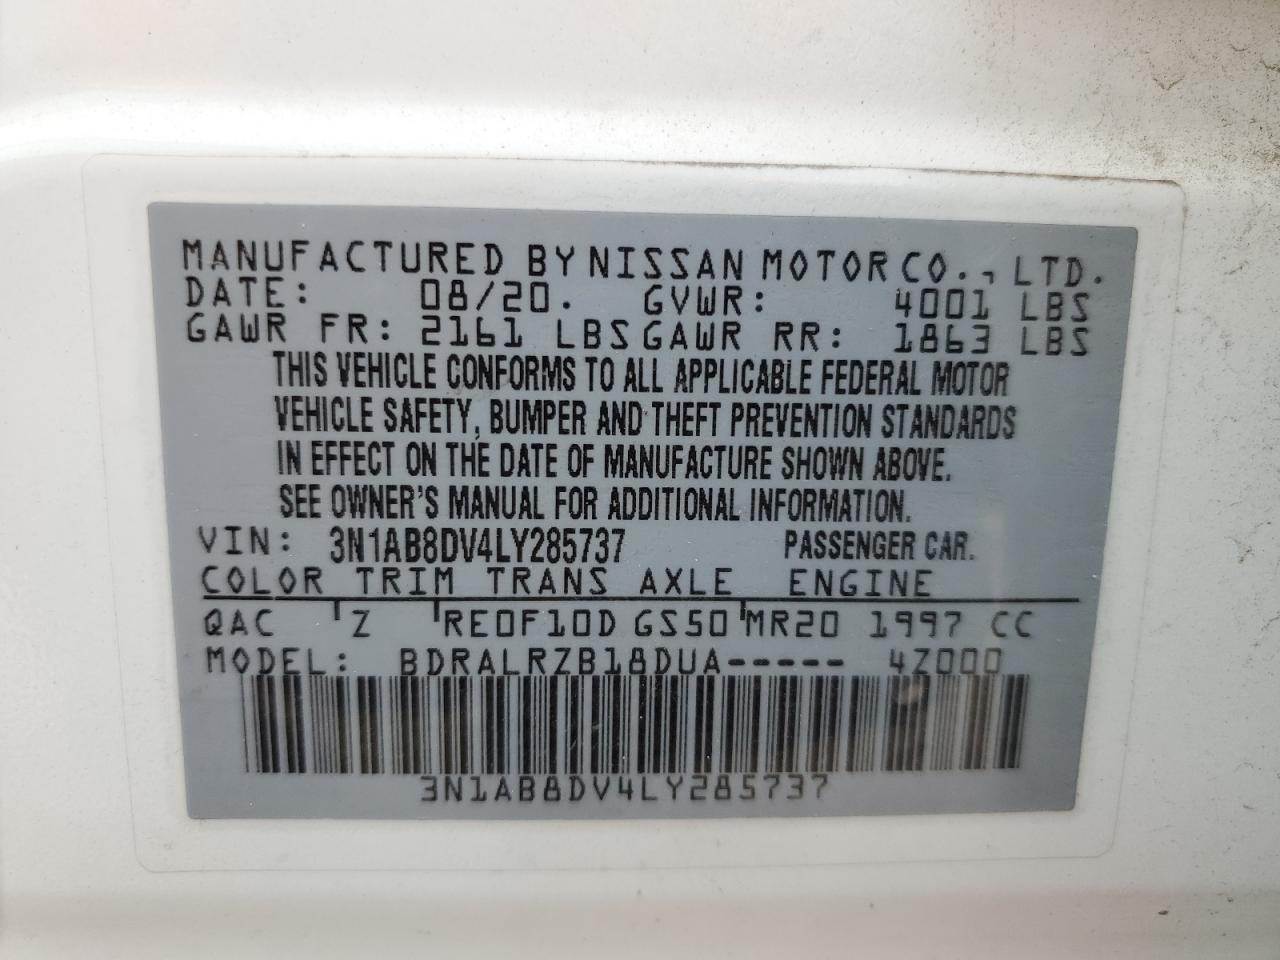 MANUFACTURED BY NISSAN MOTOR CO., LTD.
DATE: 08/20. GVWR: 4001 LBS
GAWR FR: 2161 LBS GAWR RR: 1863 LBS
THIS VEHICLE CONFORMS TO ALL APPLICABLE FEDERAL MOTOR
VEHICLE SAFETY, BUMPER AND THEFT PREVENTION STANDARDS
IN EFFECT ON THE DATE OF MANUFACTURE SHOWN ABOVE.
SEE OWNER'S MANUAL FOR ADDITIONAL INFORMATION.
VIN: 3N1AB8DV4LY285737 PASSENGER CAR.
COLOR TRIM TRANS AXLE ENGINE
QAC Z RE0F10D GS50 MR20 1997 CC
MODEL: BDRALRZB18DUA----- 4Z000
3N1AB8DV4LY285737